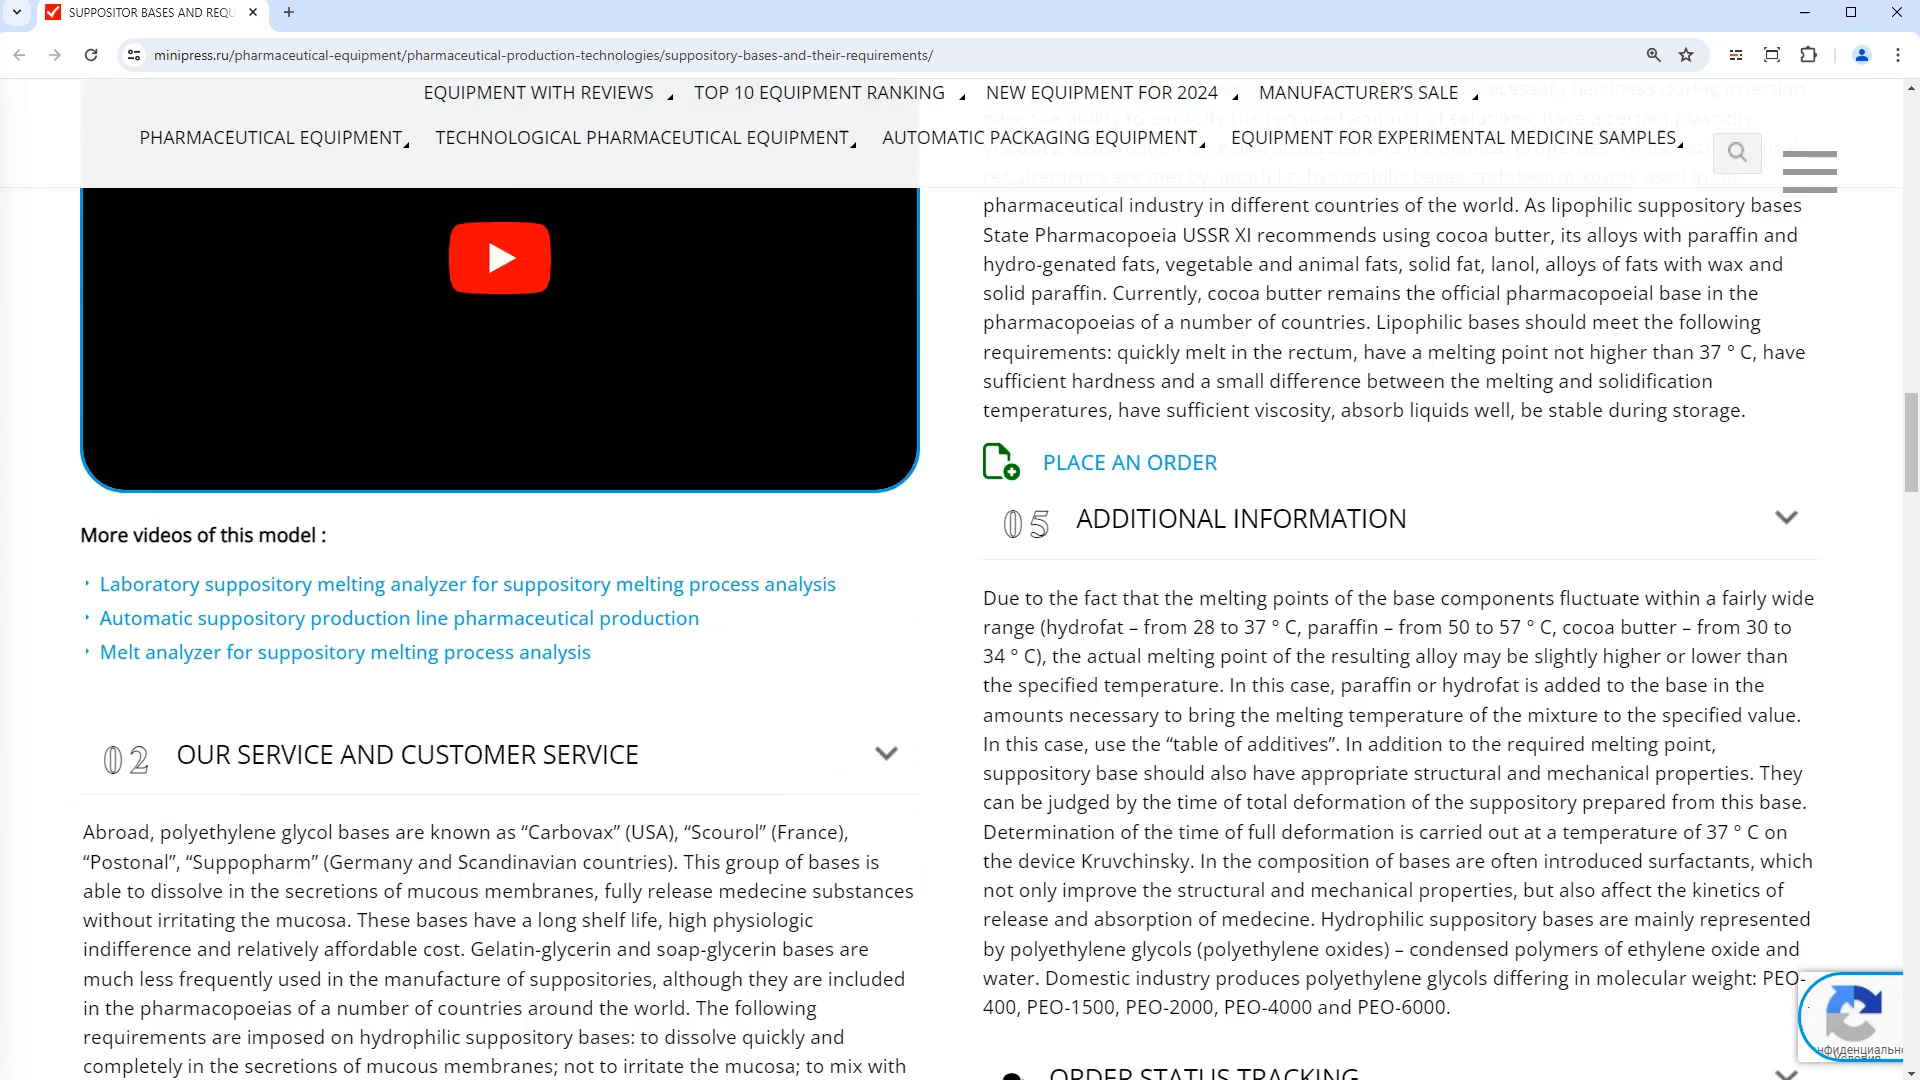 SUPPOSITOR BASES AND REQU
minipress.ru/pharmaceutical-equipment/pharmaceutical-production-technologies/suppository-bases-and-their-requirements/
EQUIPMENT WITH REVIEWS
TOP 10 EQUIPMENT RANKING
NEW EQUIPMENT FOR 2024
MANUFACTURER'S SALE
PHARMACEUTICAL EQUIPMENT
TECHNOLOGICAL PHARMACEUTICAL EQUIPMENT
AUTOMATIC PACKAGING EQUIPMENT
EQUIPMENT FOR EXPERIMENTAL MEDICINE SAMPLES
More videos of this model :
Laboratory suppository melting analyzer for suppository melting process analysis
Automatic suppository production line pharmaceutical production
Melt analyzer for suppository melting process analysis
02 OUR SERVICE AND CUSTOMER SERVICE
Abroad, polyethylene glycol bases are known as “Carbovax” (USA), “Scourol” (France),
“Postonal”, “Suppopharm” (Germany and Scandinavian countries). This group of bases is
able to dissolve in the secretions of mucous membranes, fully release medecine substances
without irritating the mucosa. These bases have a long shelf life, high physiologic
indifference and relatively affordable cost. Gelatin-glycerin and soap-glycerin bases are
much less frequently used in the manufacture of suppositories, although they are included
in the pharmacopoeias of a number of countries around the world. The following
requirements are imposed on hydrophilic suppository bases: to dissolve quickly and
completely in the secretions of mucous membranes; not to irritate the mucosa; to mix with
necessary hardness during insertion
have the ability to emulsify the required amount of solutions, have a certain plasticity,
requirements are met by lipophilic, hydrophilic bases and their mixtures used in the
pharmaceutical industry in different countries of the world. As lipophilic suppository bases
State Pharmacopoeia USSR XI recommends using cocoa butter, its alloys with paraffin and
hydro-genated fats, vegetable and animal fats, solid fat, lanol, alloys of fats with wax and
solid paraffin. Currently, cocoa butter remains the official pharmacopoeial base in the
pharmacopoeias of a number of countries. Lipophilic bases should meet the following
requirements: quickly melt in the rectum, have a melting point not higher than 37 ° C, have
sufficient hardness and a small difference between the melting and solidification
temperatures, have sufficient viscosity, absorb liquids well, be stable during storage.
PLACE AN ORDER
05 ADDITIONAL INFORMATION
Due to the fact that the melting points of the base components fluctuate within a fairly wide
range (hydrofat – from 28 to 37 ° C, paraffin – from 50 to 57 ° C, cocoa butter – from 30 to
34 ° C), the actual melting point of the resulting alloy may be slightly higher or lower than
the specified temperature. In this case, paraffin or hydrofat is added to the base in the
amounts necessary to bring the melting temperature of the mixture to the specified value.
In this case, use the “table of additives”. In addition to the required melting point,
suppository base should also have appropriate structural and mechanical properties. They
can be judged by the time of total deformation of the suppository prepared from this base.
Determination of the time of full deformation is carried out at a temperature of 37 ° C on
the device Kruvchinsky. In the composition of bases are often introduced surfactants, which
not only improve the structural and mechanical properties, but also affect the kinetics of
release and absorption of medecine. Hydrophilic suppository bases are mainly represented
by polyethylene glycols (polyethylene oxides) – condensed polymers of ethylene oxide and
water. Domestic industry produces polyethylene glycols differing in molecular weight: PEO-
400, PEO-1500, PEO-2000, PEO-4000 and PEO-6000.
ORDER STATUS TRACKING